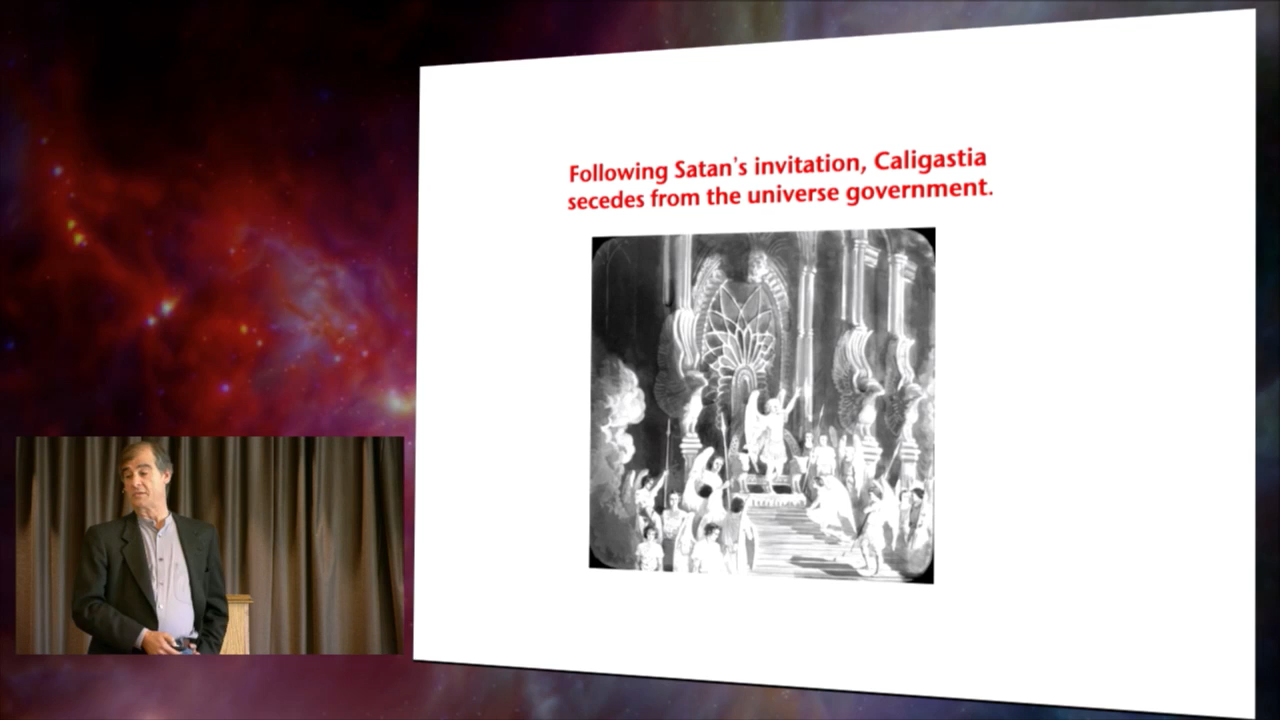 Following Satan's invitation, Caligastia
secedes from the universe government.